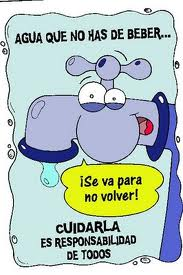 AGUA QUE NO HAS DE BEBER...
¡Se va para
no volver!
CUIDARLA
ES RESPONSABILIDAD
DE TODOS